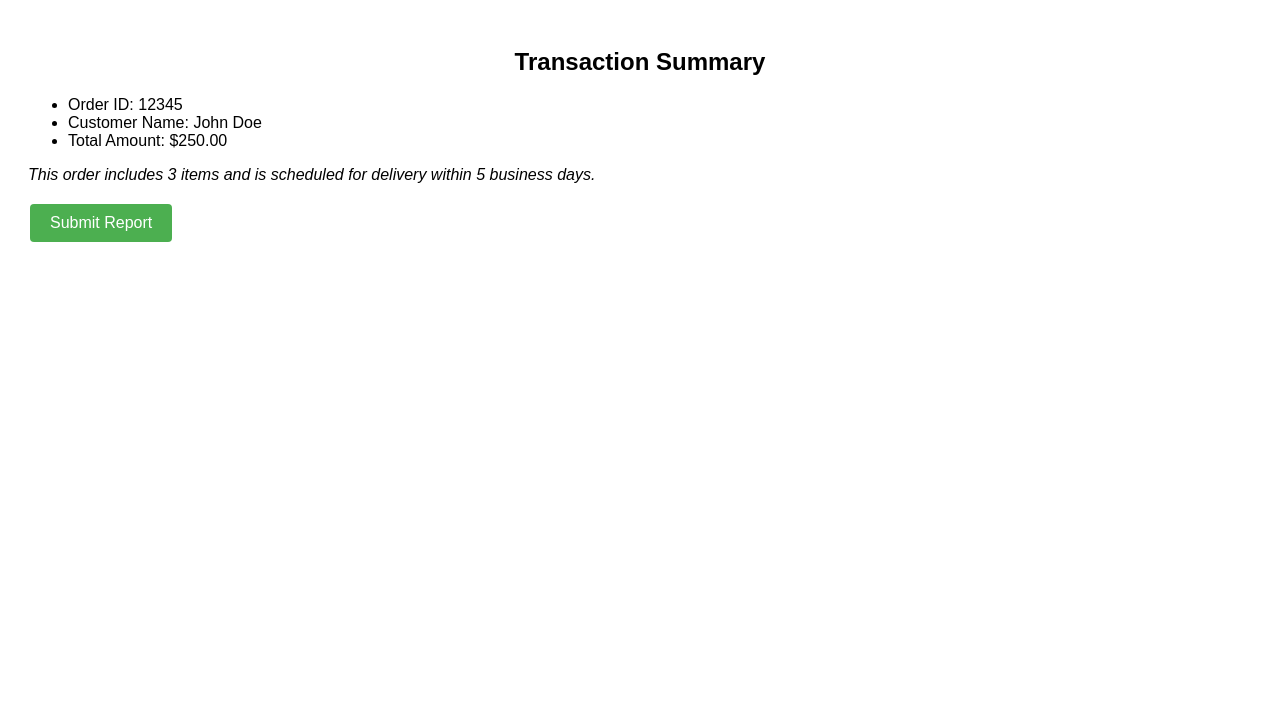 Transaction Summary
Order ID: 12345
Customer Name: John Doe
Total Amount: $250.00
This order includes 3 items and is scheduled for delivery within 5 business days.
Submit Report